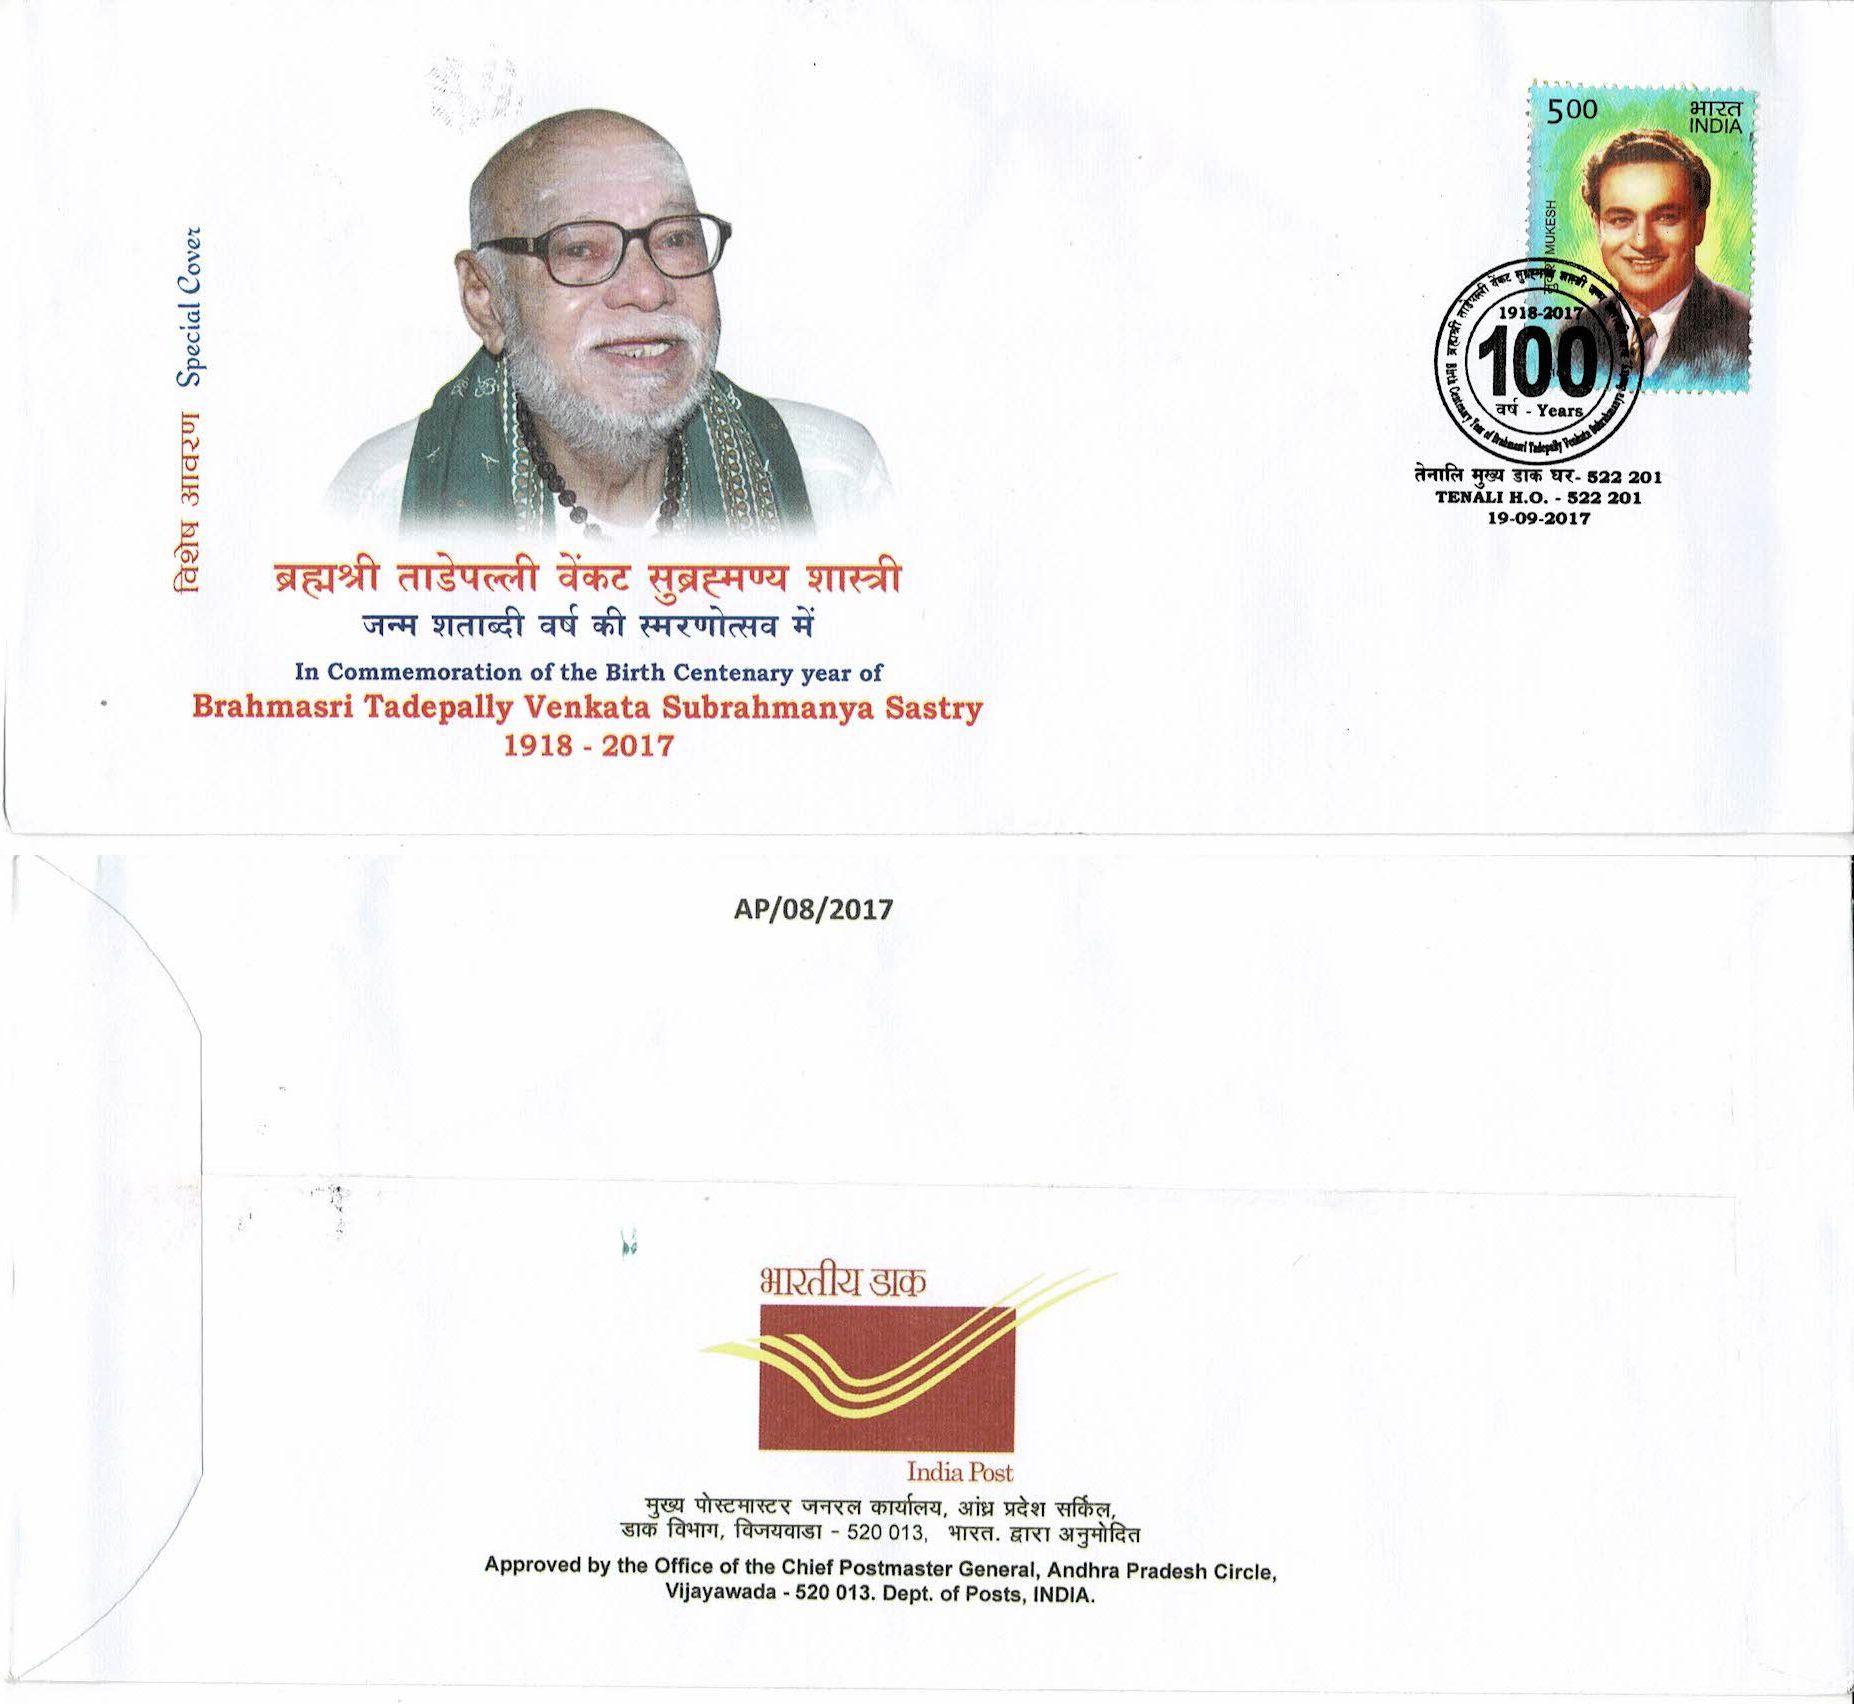 विशेष आवरण Special Cover
500
भारत
INDIA
MUKESH
ब्रह्मश्री ताडेपल्ली वेंकट सुब्रह्मण्य शास्त्री जन्म
1918-2017
100
वर्ष - Years
Birth Centenary Year of Brahmasri Tadepally Venkata Subrahmanya Sastry
तेनालि मुख्य डाक घर- 522 201
TENALI H.O. - 522 201
19-09-2017
ब्रह्मश्री ताडेपल्ली वेंकट सुब्रह्मण्य शास्त्री
जन्म शताब्दी वर्ष की स्मरणोत्सव में
In Commemoration of the Birth Centenary year of
Brahmasri Tadepally Venkata Subrahmanya Sastry
1918 - 2017
AP/08/2017
भारतीय डाक
India Post
मुख्य पोस्टमास्टर जनरल कार्यालय, आंध्र प्रदेश सर्किल,
डाक विभाग, विजयवाडा - 520 013, भारत. द्वारा अनुमोदित
Approved by the Office of the Chief Postmaster General, Andhra Pradesh Circle,
Vijayawada - 520 013. Dept. of Posts, INDIA.